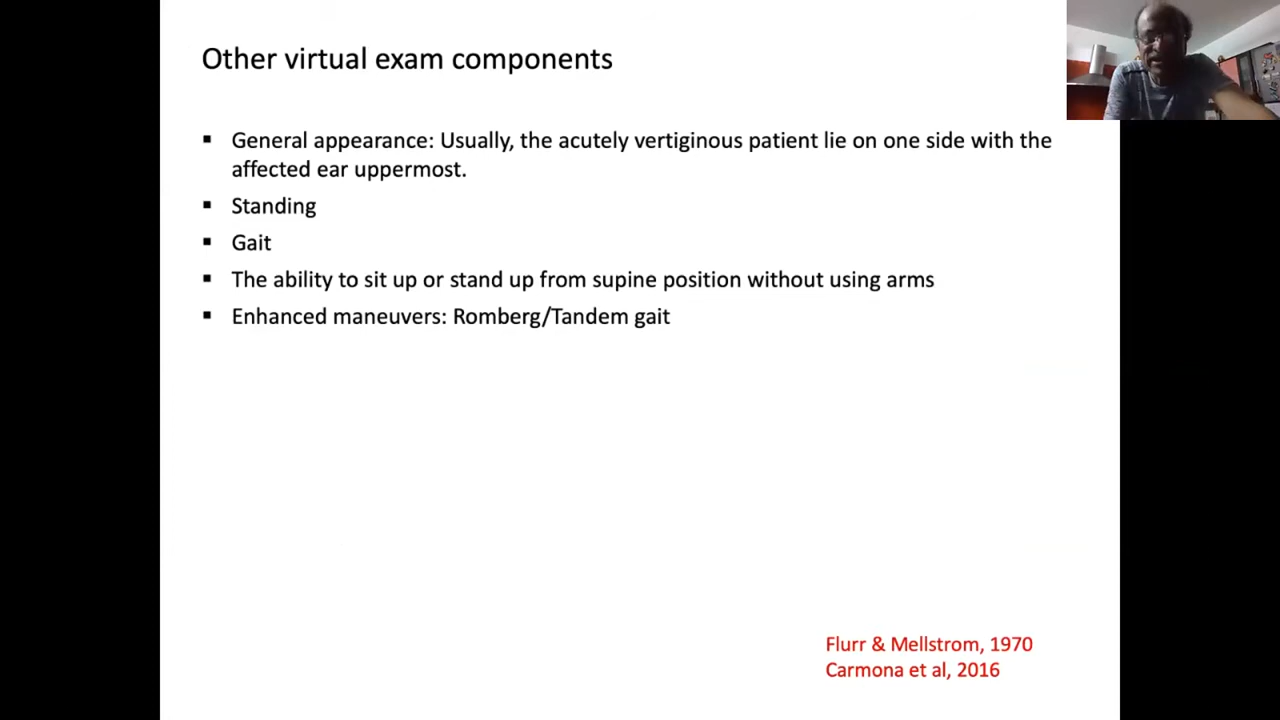 Other virtual exam components
▪ General appearance: Usually, the acutely vertiginous patient lie on one side with the
affected ear uppermost.
▪ Standing
▪ Gait
▪ The ability to sit up or stand up from supine position without using arms
▪ Enhanced maneuvers: Romberg/Tandem gait
Flurr & Mellstrom, 1970
Carmona et al, 2016